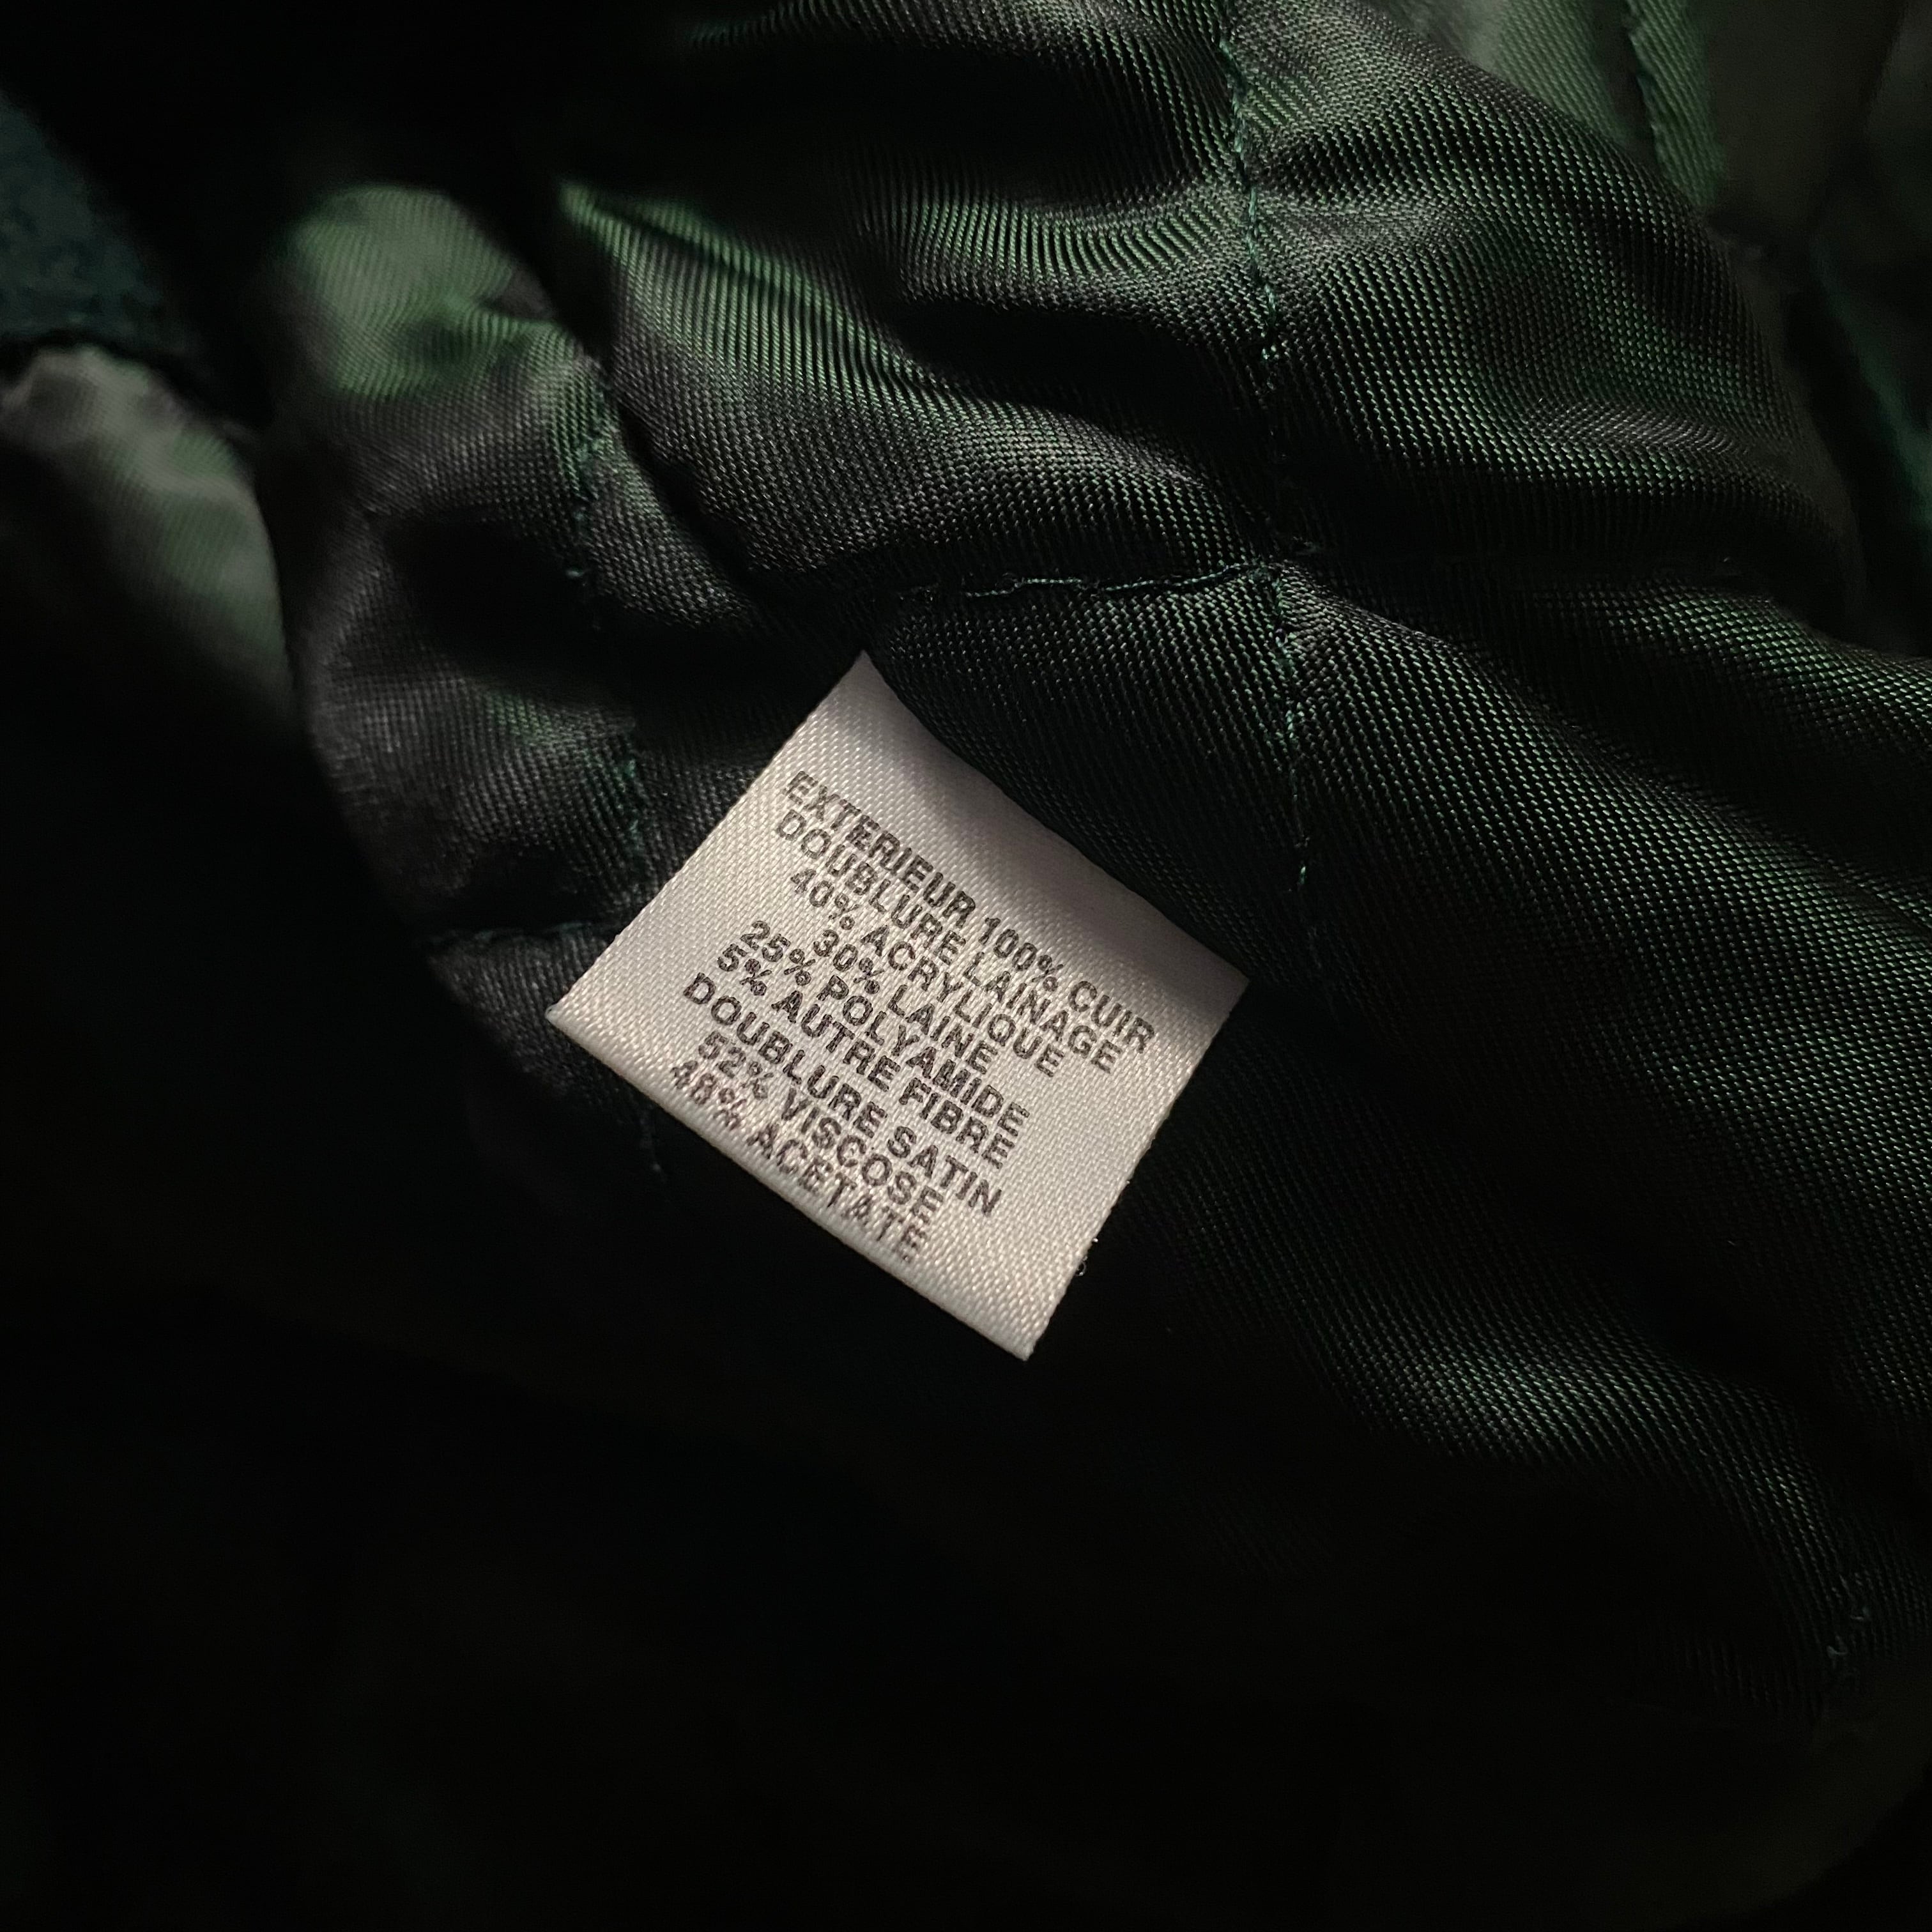 EXTERIEUR 100% CUIR
DOUBLURE LAINAGE
40% ACRYLIQUE
30% LAINE
25% POLYAMIDE
5% AUTRE FIBRE
DOUBLURE SATIN
52% VISCOSE
48% ACETATE